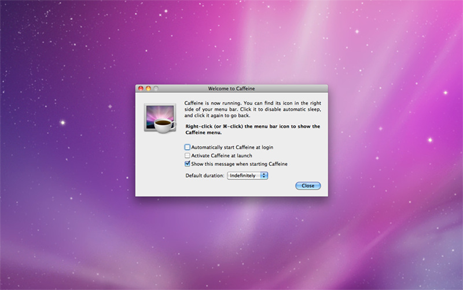 Welcome to Caffeine
Caffeine is now running. You can find its icon in the right
side of your menu bar. Click it to disable automatic sleep,
and click it again to go back.
Right-click (or ⌘-click) the menu bar icon to show the
Caffeine menu.
Automatically start Caffeine at login
Activate Caffeine at launch
Show this message when starting Caffeine
Default duration: Indefinitely
Close